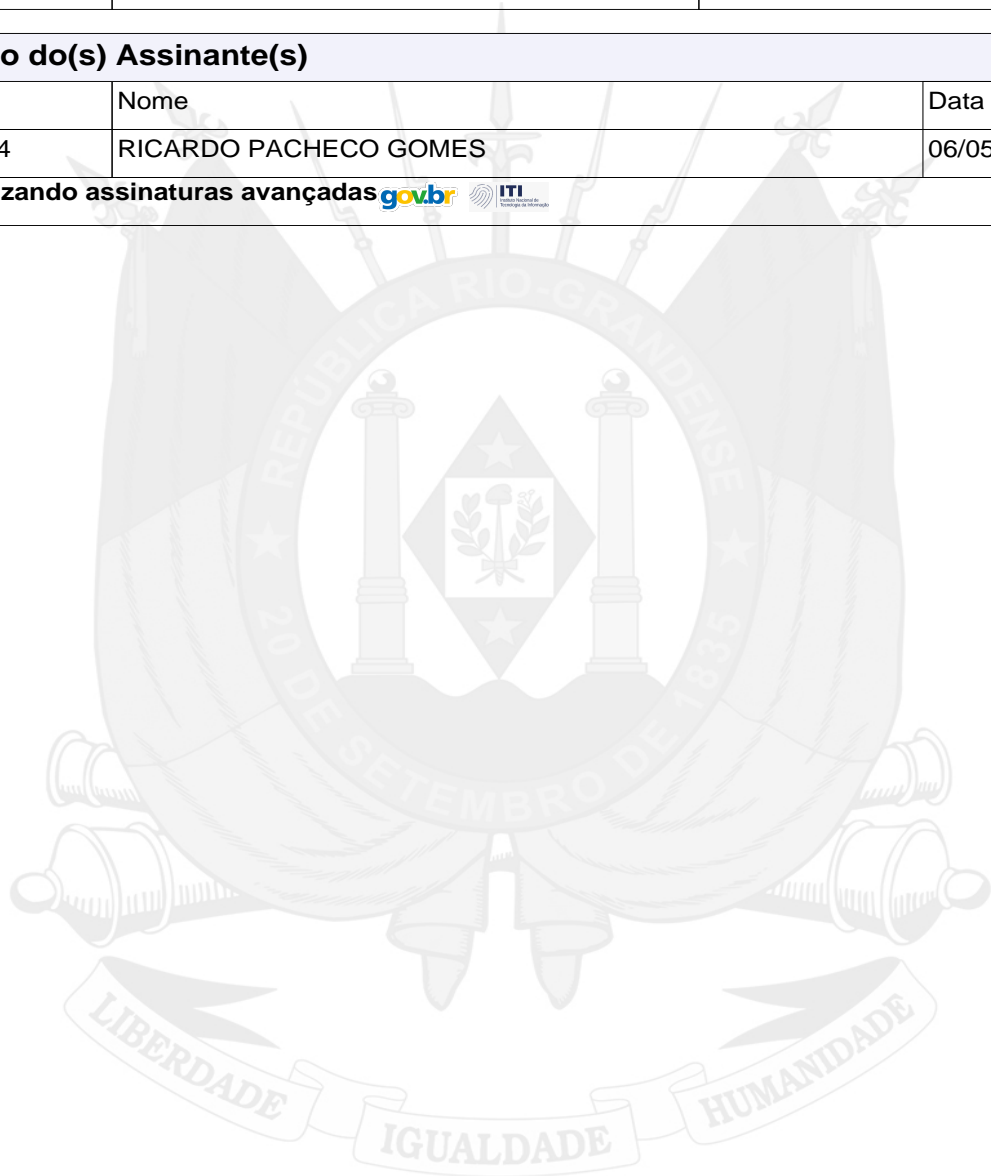 o do(s) Assinante(s)
Nome Data
4 RICARDO PACHECO GOMES 06/05
zando assinaturas avançadas gov.br ITI
REPÚBLICA RIO-GRANDENSE
20 DE SETEMBRO DE 1835
LIBERDADE IGUALDADE HUMANIDADE